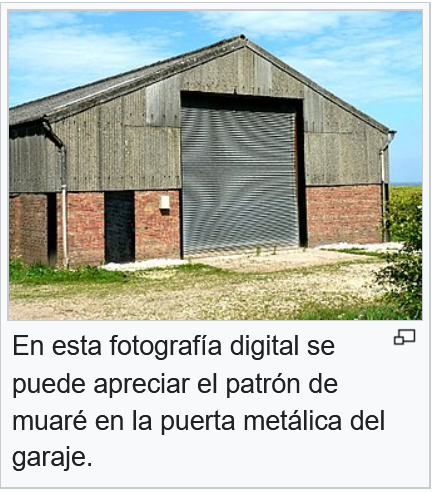 En esta fotografía digital se
puede apreciar el patrón de
muaré en la puerta metálica del
garaje.